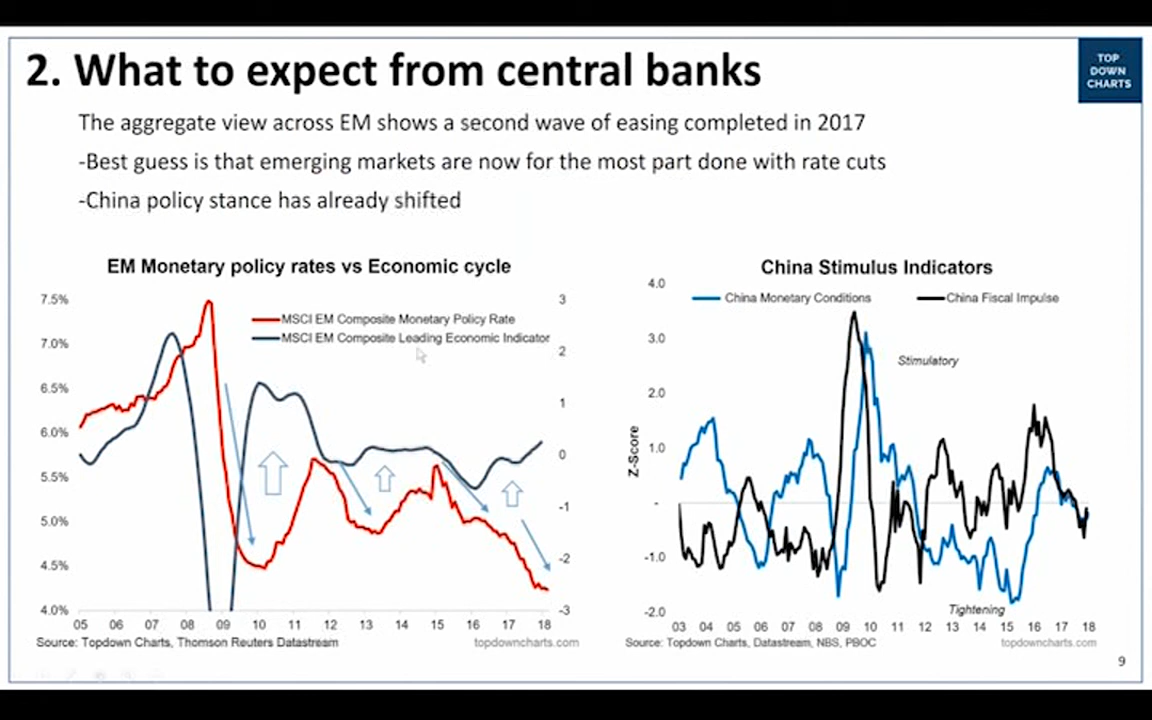 2. What to expect from central banks
TOP
DOWN
CHARTS
The aggregate view across EM shows a second wave of easing completed in 2017
-Best guess is that emerging markets are now for the most part done with rate cuts
-China policy stance has already shifted
EM Monetary policy rates vs Economic cycle
7.5%
7.0%
6.5%
6.0%
5.5%
5.0%
4.5%
4.0%
MSCI EM Composite Monetary Policy Rate
MSCI EM Composite Leading Economic Indicator
3
2
1
0
-1
-2
-3
05 06 07 08 09 10 11 12 13 14 15 16 17 18
Source: Topdown Charts, Thomson Reuters Datastream
topdowncharts.com
China Stimulus Indicators
4.0
3.0
2.0
1.0
-
-1.0
-2.0
Z-Score
China Monetary Conditions
China Fiscal Impulse
Stimulatory
Tightening
03 04 05 06 07 08 09 10 11 12 13 14 15 16 17 18
Source: Topdown Charts, Datastream, NBS, PBOC
topdowncharts.com
9